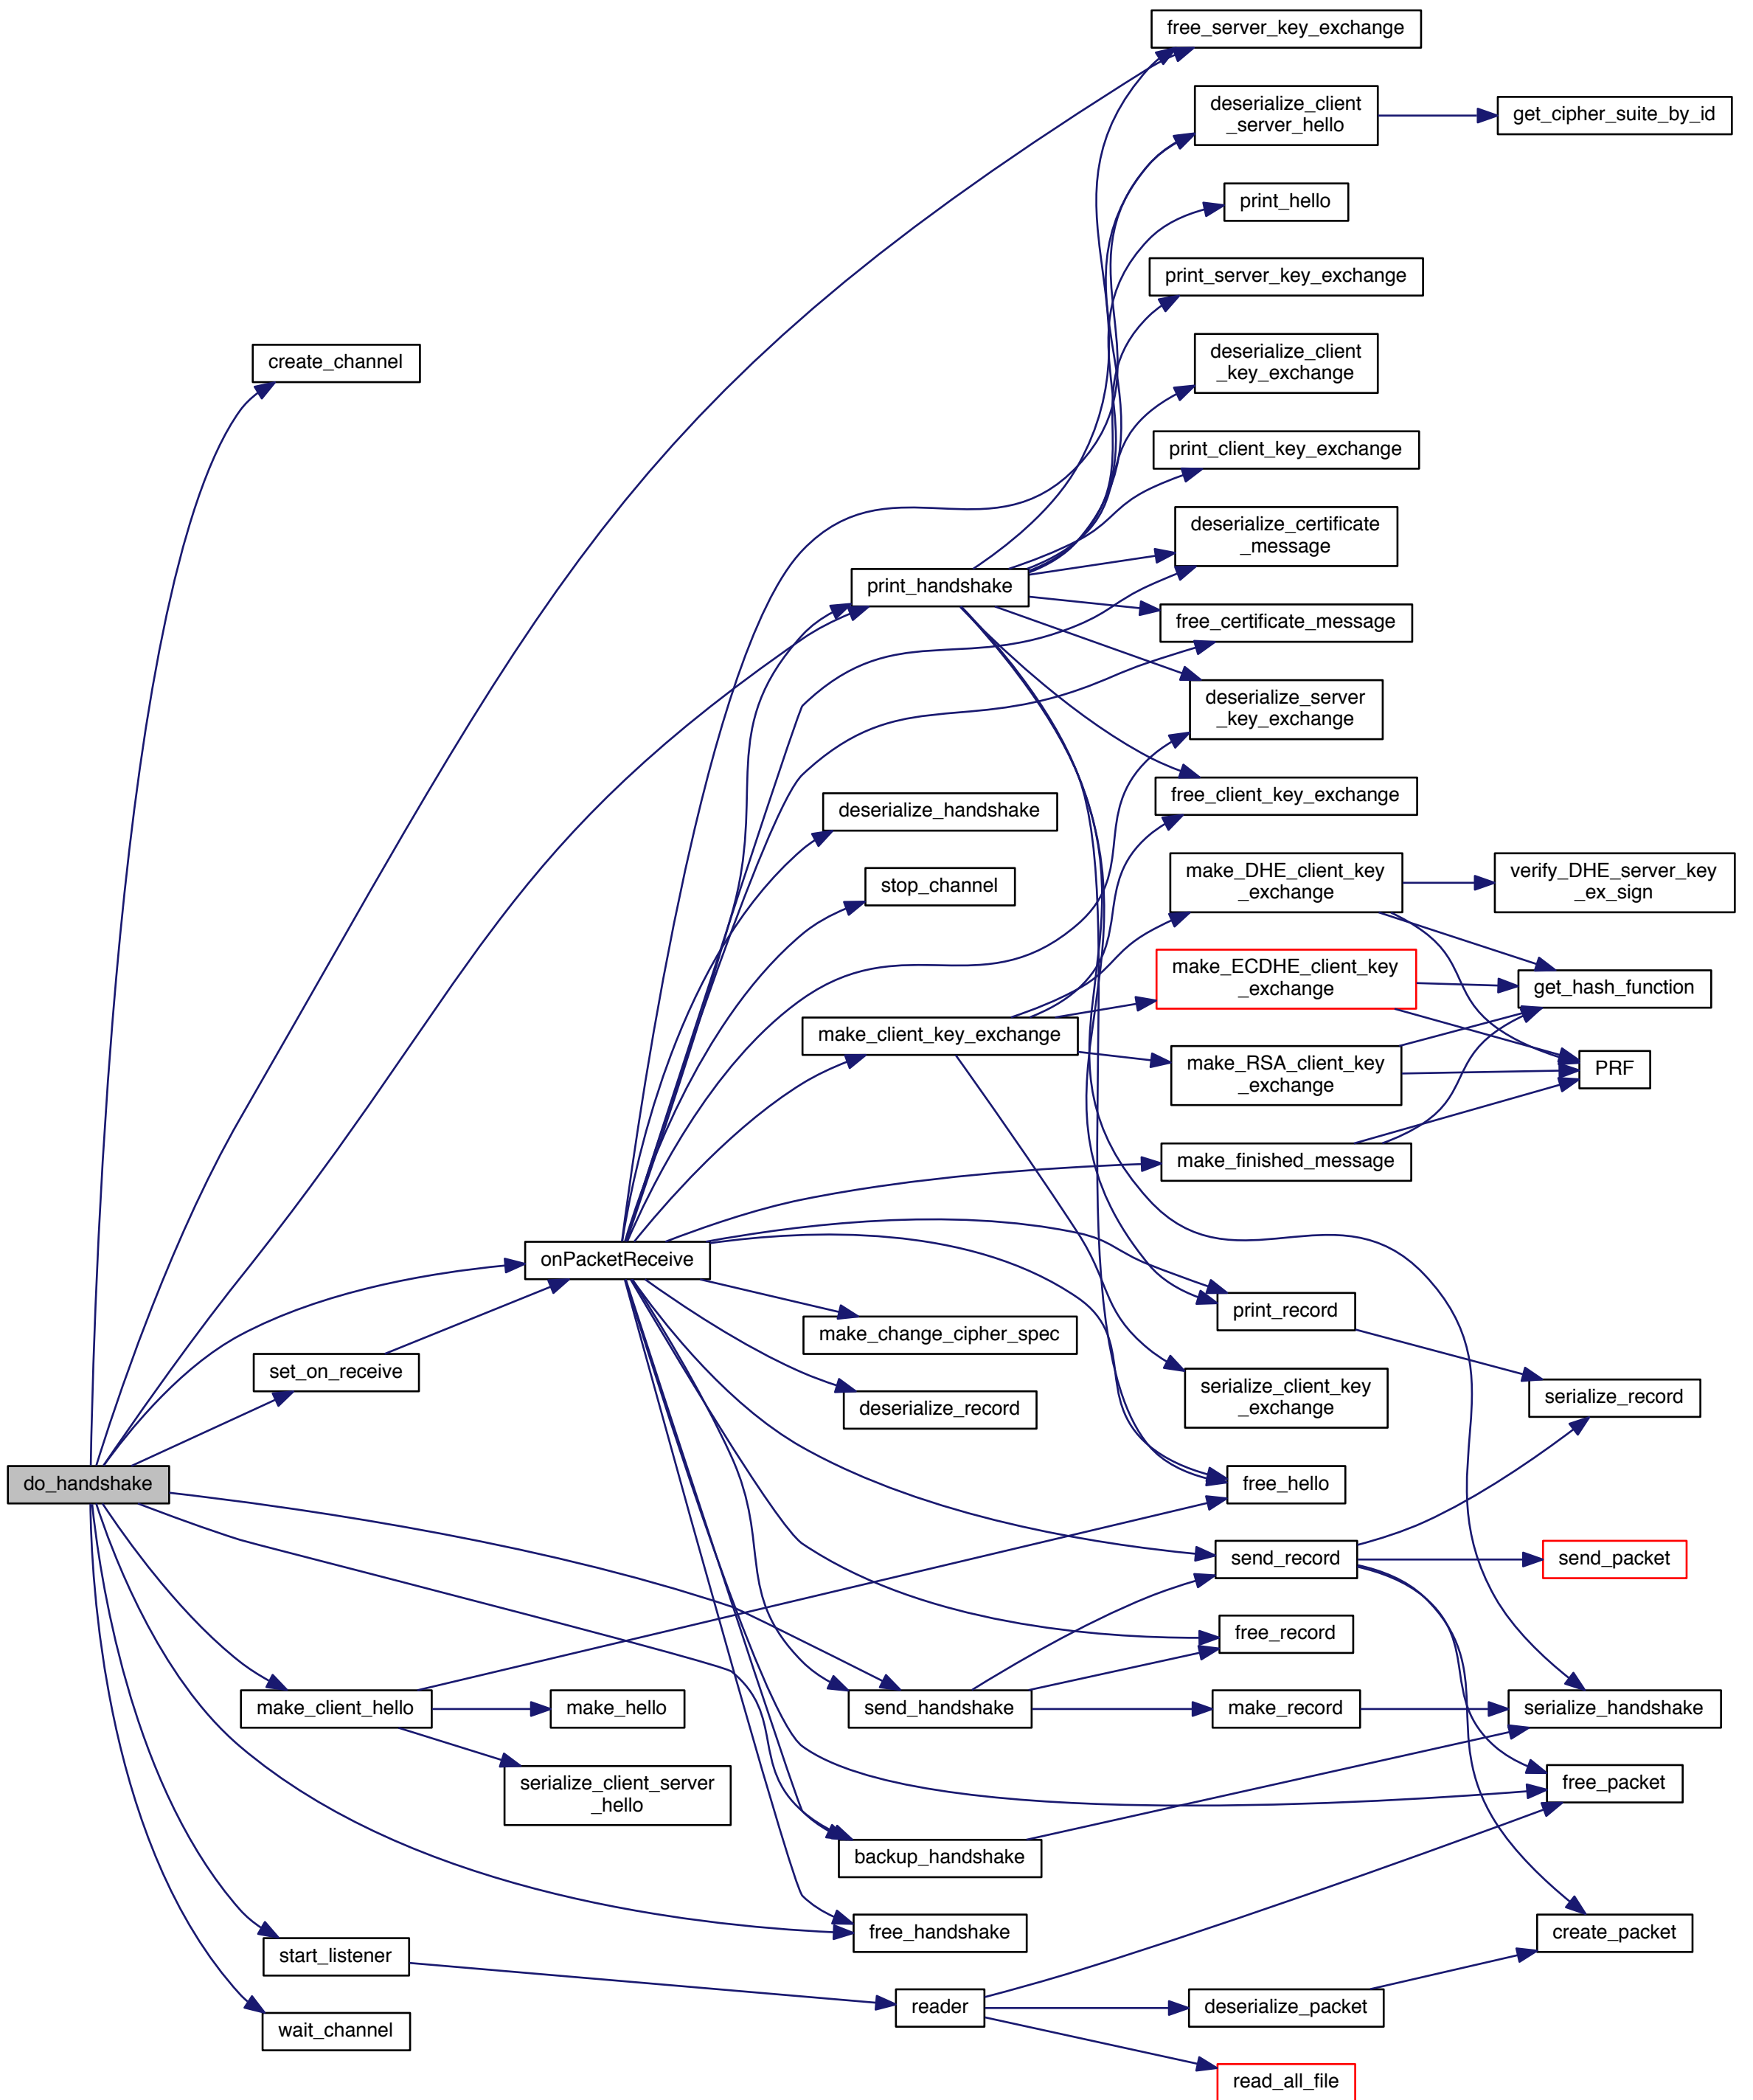 free_server_key_exchange
deserialize_client
_server_hello
get_cipher_suite_by_id
print_hello
print_server_key_exchange
create_channel
deserialize_client
_key_exchange
print_client_key_exchange
deserialize_certificate
_message
print_handshake
free_certificate_message
deserialize_server
_key_exchange
free_client_key_exchange
deserialize_handshake
stop_channel
make_DHE_client_key
_exchange
verify_DHE_server_key
_ex_sign
make_ECDHE_client_key
_exchange
get_hash_function
make_client_key_exchange
make_RSA_client_key
_exchange
PRF
make_finished_message
onPacketReceive
print_record
make_change_cipher_spec
set_on_receive
deserialize_record
serialize_client_key
_exchange
serialize_record
do_handshake
free_hello
send_record
send_packet
free_record
make_client_hello
make_hello
send_handshake
make_record
serialize_handshake
serialize_client_server
_hello
free_packet
backup_handshake
free_handshake
create_packet
start_listener
reader
deserialize_packet
wait_channel
read_all_file